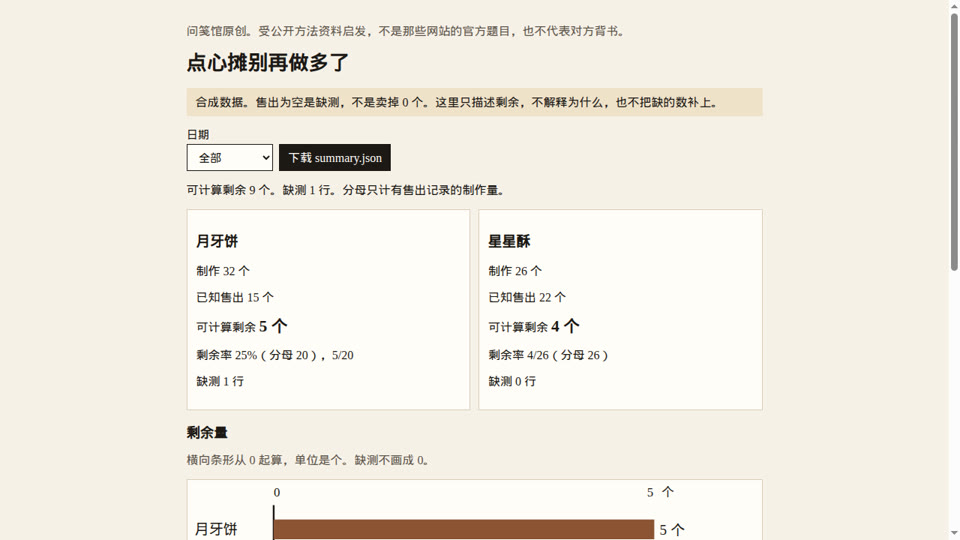 问笺馆原创。受公开方法资料启发，不是那些网站的官方题目，也不代表对方背书。
点心摊别再做多了
合成数据。售出为空是缺测，不是卖掉 0 个。这里只描述剩余，不解释为什么，也不把缺的数补上。
日期
全部
下载 summary.json
可计算剩余 9 个。缺测 1 行。分母只计有售出记录的制作量。
月牙饼
制作 32 个
已知售出 15 个
可计算剩余 5 个
剩余率 25%（分母 20），5/20
缺测 1 行
星星酥
制作 26 个
已知售出 22 个
可计算剩余 4 个
剩余率 4/26（分母 26）
缺测 0 行
剩余量
横向条形从 0 起算，单位是个。缺测不画成 0。
0
5 个
月牙饼
5 个